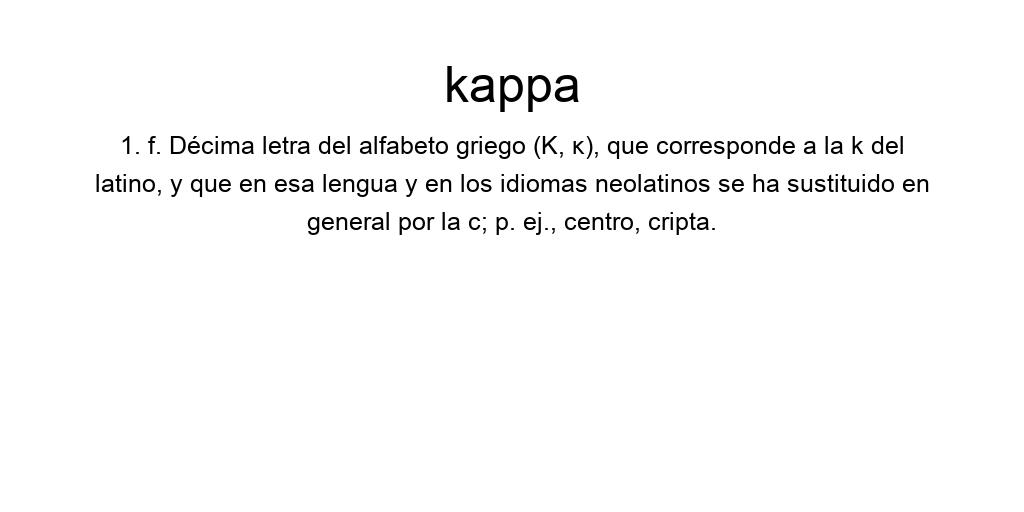 kappa
1. f. Décima letra del alfabeto griego (Κ, κ), que corresponde a la k del
latino, y que en esa lengua y en los idiomas neolatinos se ha sustituido en
general por la c; p. ej., centro, cripta.